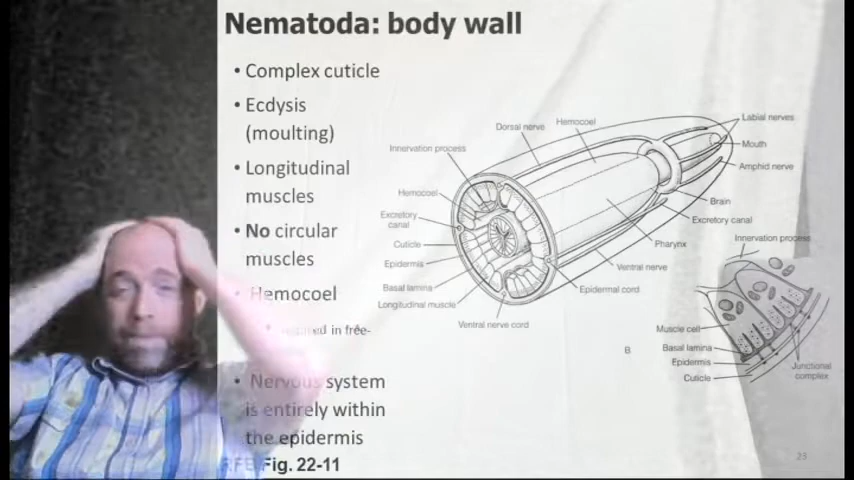 Nematoda: body wall
• Complex cuticle
• Ecdysis
(moulting)
• Longitudinal
muscles
• No circular
muscles
• Hemocoel
in free-
• Nervous system
is entirely within
the epidermis
Fig. 22-11
Dorsal nerve
Hemocoel
Labial nerves
Mouth
Amphid nerve
Innervation process
Hemocoel
Excretory
canal
Cuticle
Epidermis
Basal lamina
Longitudinal muscle
Ventral nerve cord
Brain
Excretory canal
Pharynx
Ventral nerve
Epidermal cord
Innervation process
B
Muscle cell
Basal lamina
Epidermis
Cuticle
Junctional
complex
23